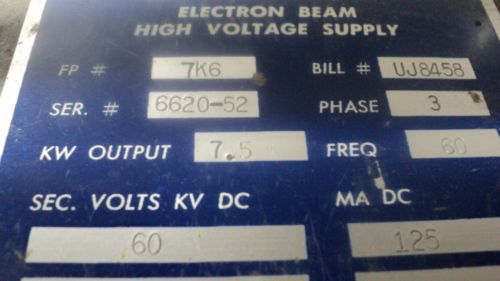 ELECTRON BEAM
HIGH VOLTAGE SUPPLY
FP # 7K6 BILL # UJ8458
SER. # 6620-52 PHASE 3
KW OUTPUT 7.5 FREQ 60
SEC. VOLTS KV DC MA DC
60 125